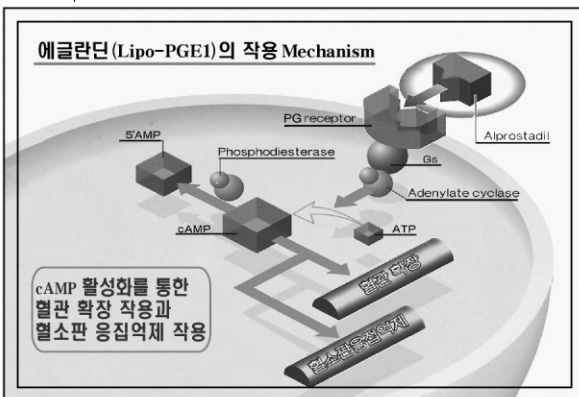 에글란딘(Lipo-PGE1)의 작용 Mechanism
PG receptor
Alprostadil
5'AMP
Phosphodiesterase
Gs
Adenylate cyclase
cAMP
ATP
혈관 확장
cAMP 활성화를 통한
혈관 확장 작용과
혈소판 응집억제 작용
혈소판응집억제